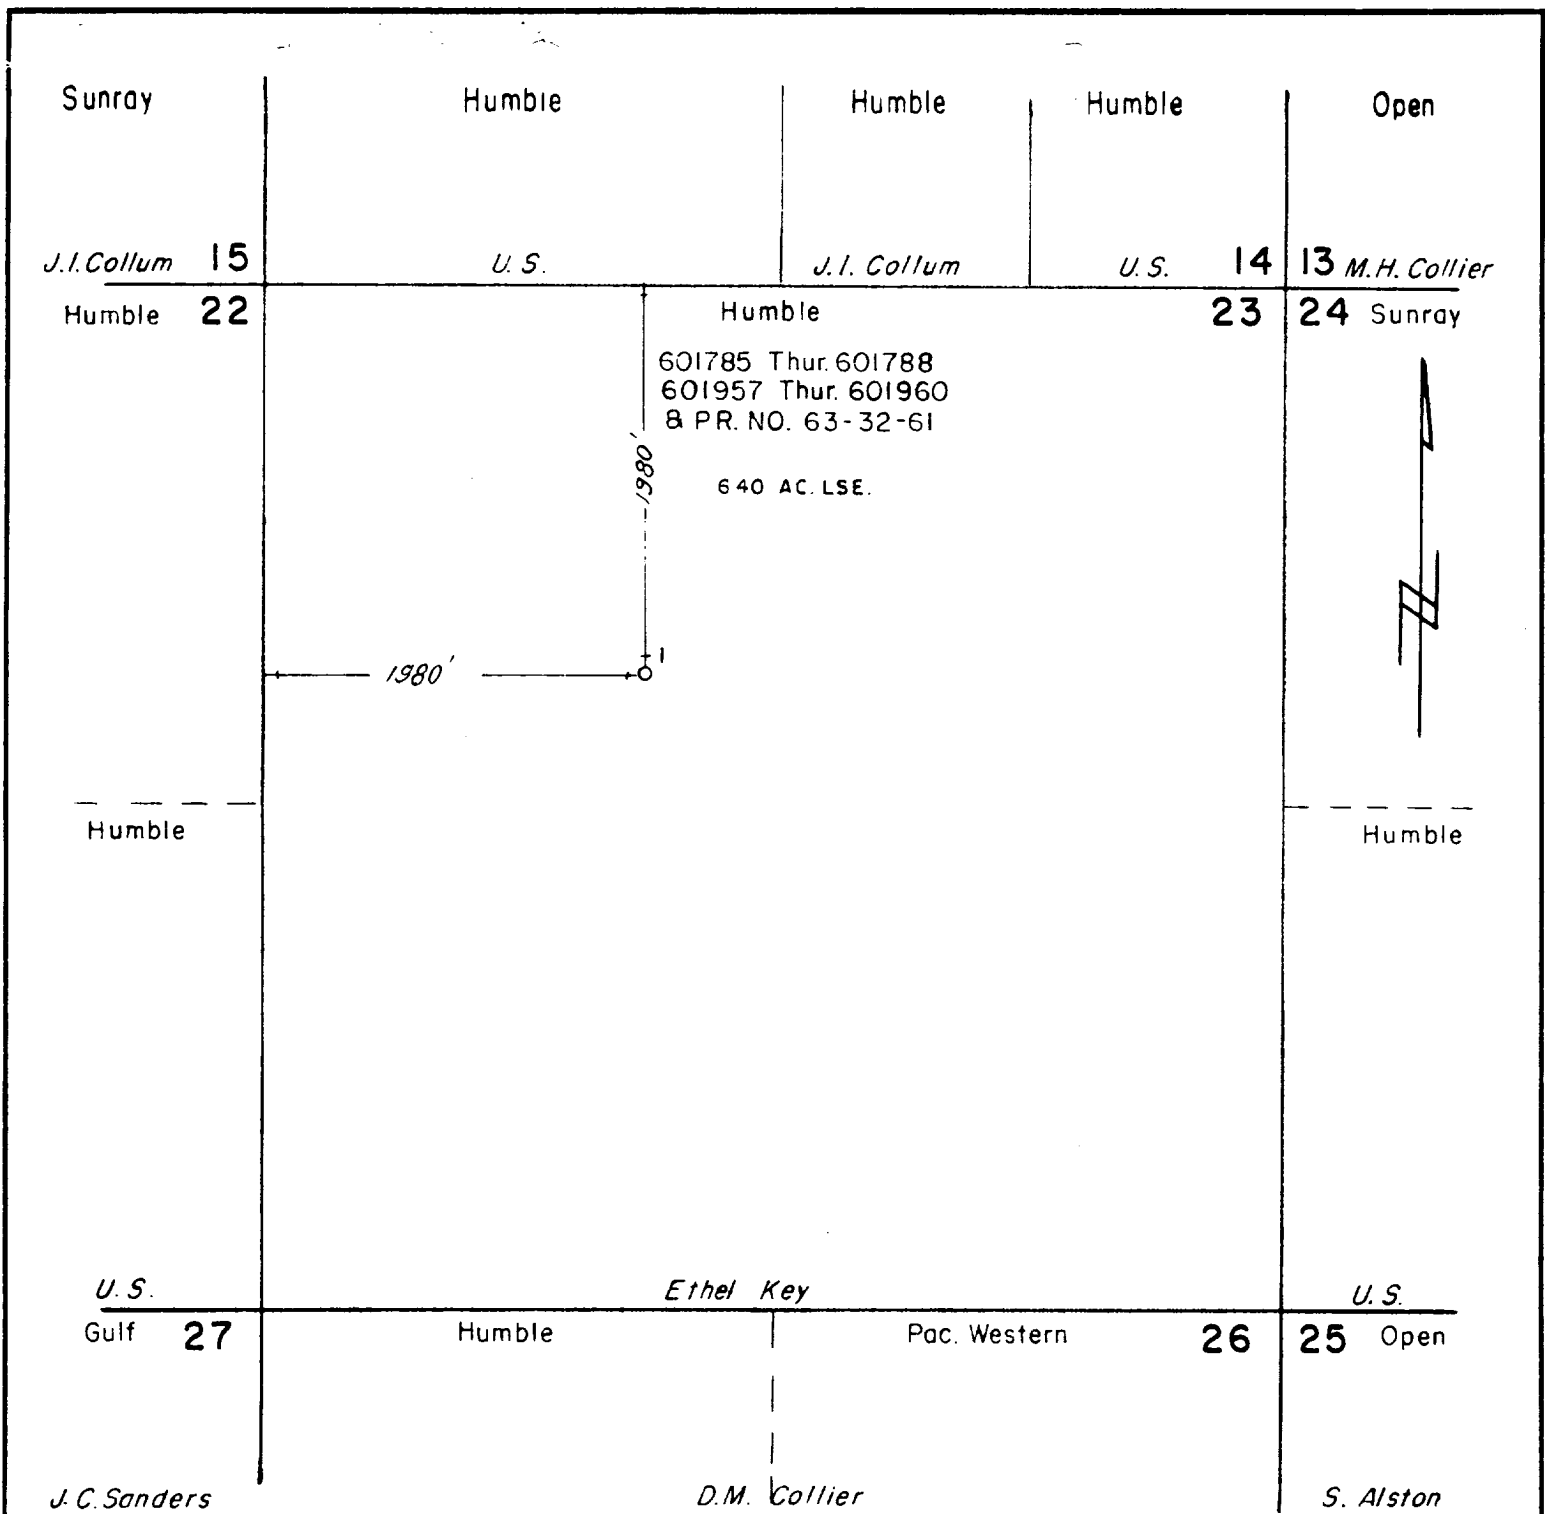 Sunray Humble Humble Humble Open
J.I. Collum 15 U.S. J.I. Collum U.S. 14 13 M.H. Collier
Humble 22 Humble 23 24 Sunray
601785 Thur. 601788
601957 Thur. 601960
& PR. NO. 63-32-61
1980'
640 AC. LSE.
N
1
1980'
Humble Humble
U.S. Ethel Key U.S.
Gulf 27 Humble Pac. Western 26 25 Open
J.C. Sanders D.M. Collier S. Alston